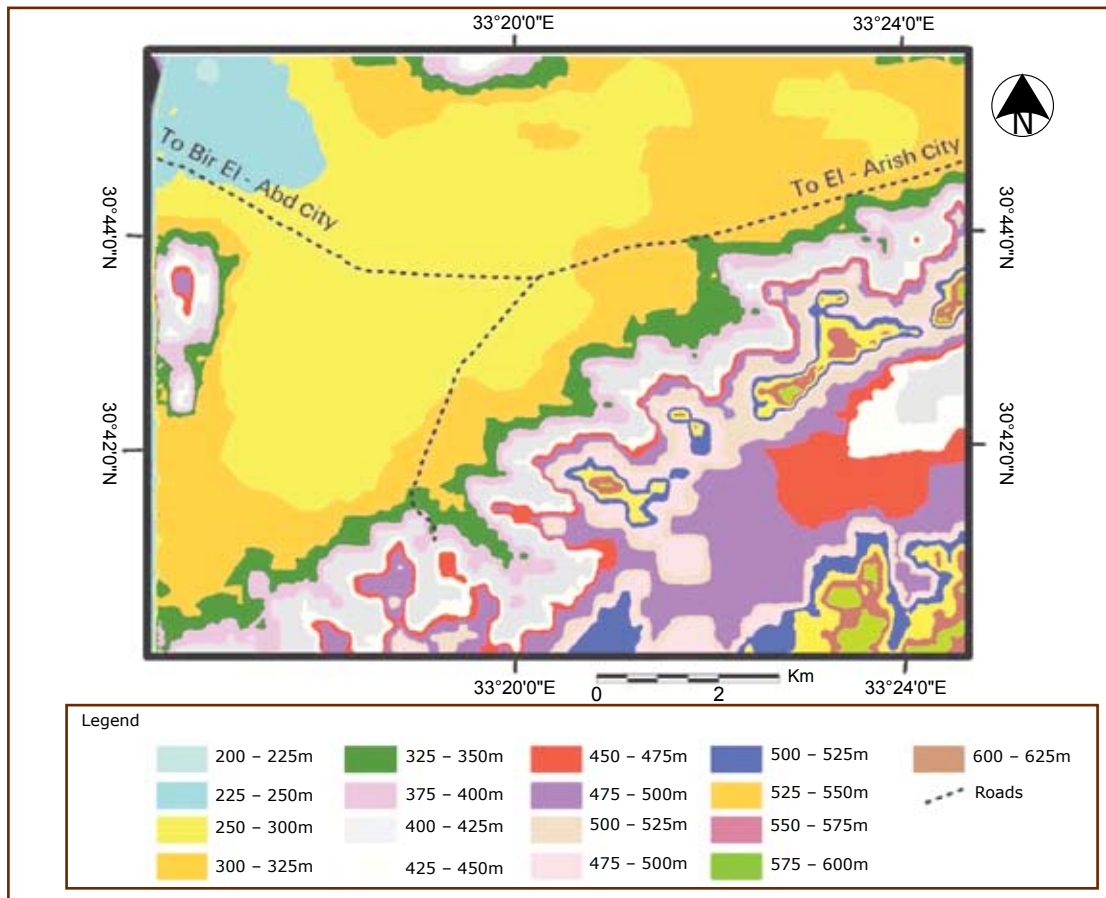 33°20'0"E
33°24'0"E
N
To Bir El - Abd City
To El - Arish City
30°44'0"N
30°44'0"N
30°42'0"N
30°42'0"N
33°20'0"E
33°24'0"E
0
2
Km
Legend
200 – 225m
225 – 250m
250 – 300m
300 – 325m
325 – 350m
375 – 400m
400 – 425m
425 – 450m
450 – 475m
475 – 500m
500 – 525m
475 – 500m
500 – 525m
525 – 550m
550 – 575m
575 – 600m
600 – 625m
Roads